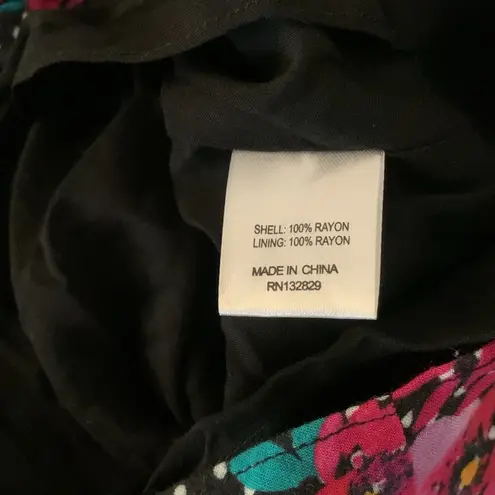 SHELL: 100% RAYON
LINING: 100% RAYON
MADE IN CHINA
RN132829